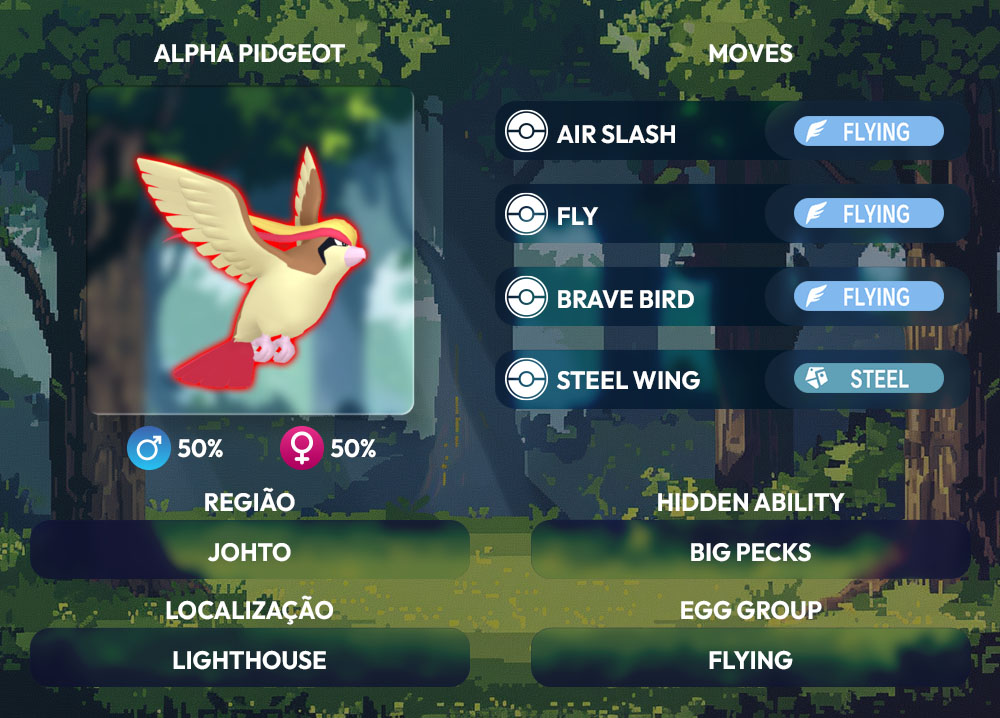 ALPHA PIDGEOT
50%
50%
REGIÃO
JOHTO
LOCALIZAÇÃO
LIGHTHOUSE
MOVES
AIR SLASH FLYING
FLY FLYING
BRAVE BIRD FLYING
STEEL WING STEEL
HIDDEN ABILITY
BIG PECKS
EGG GROUP
FLYING